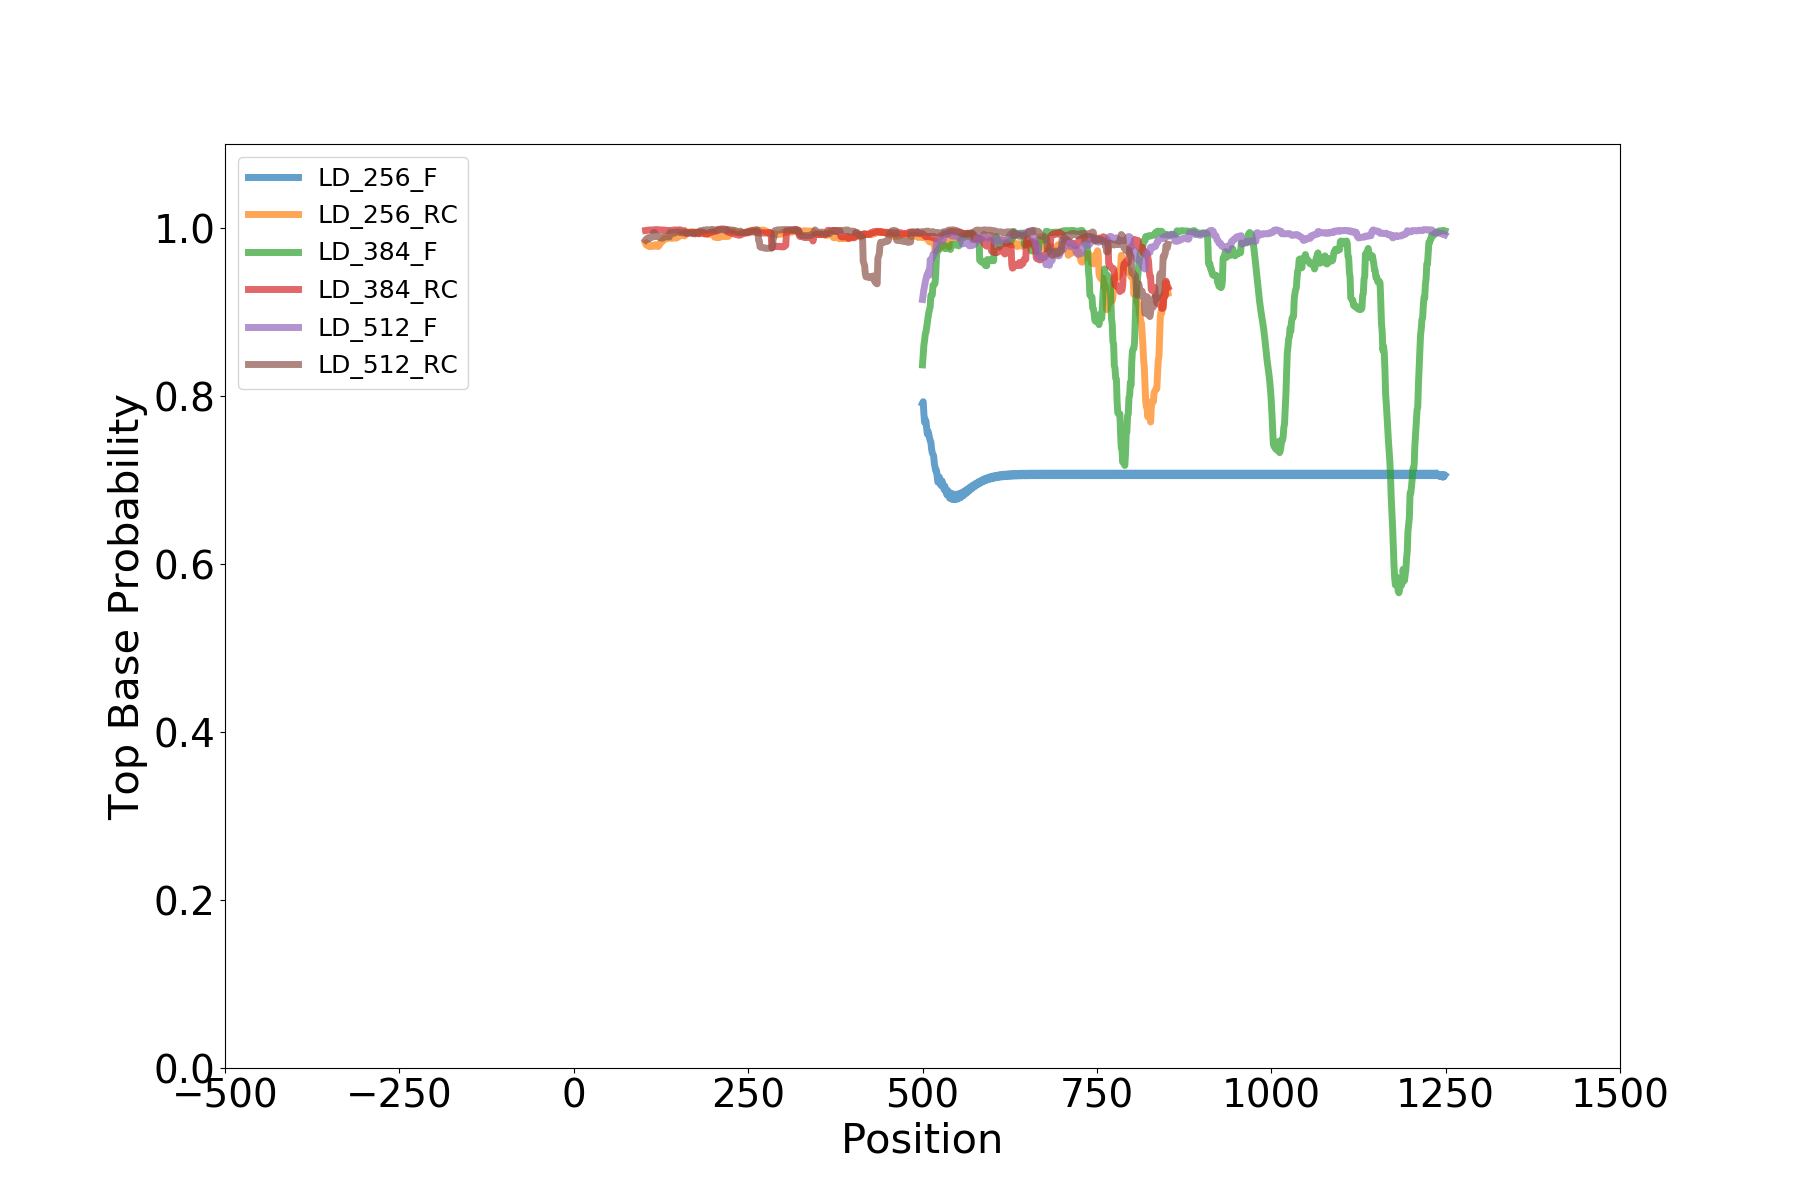 LD_256_F
LD_256_RC
LD_384_F
LD_384_RC
LD_512_F
LD_512_RC
Top Base Probability
1.0
0.8
0.6
0.4
0.2
0.0
−500 −250 0 250 500 750 1000 1250 1500
Position